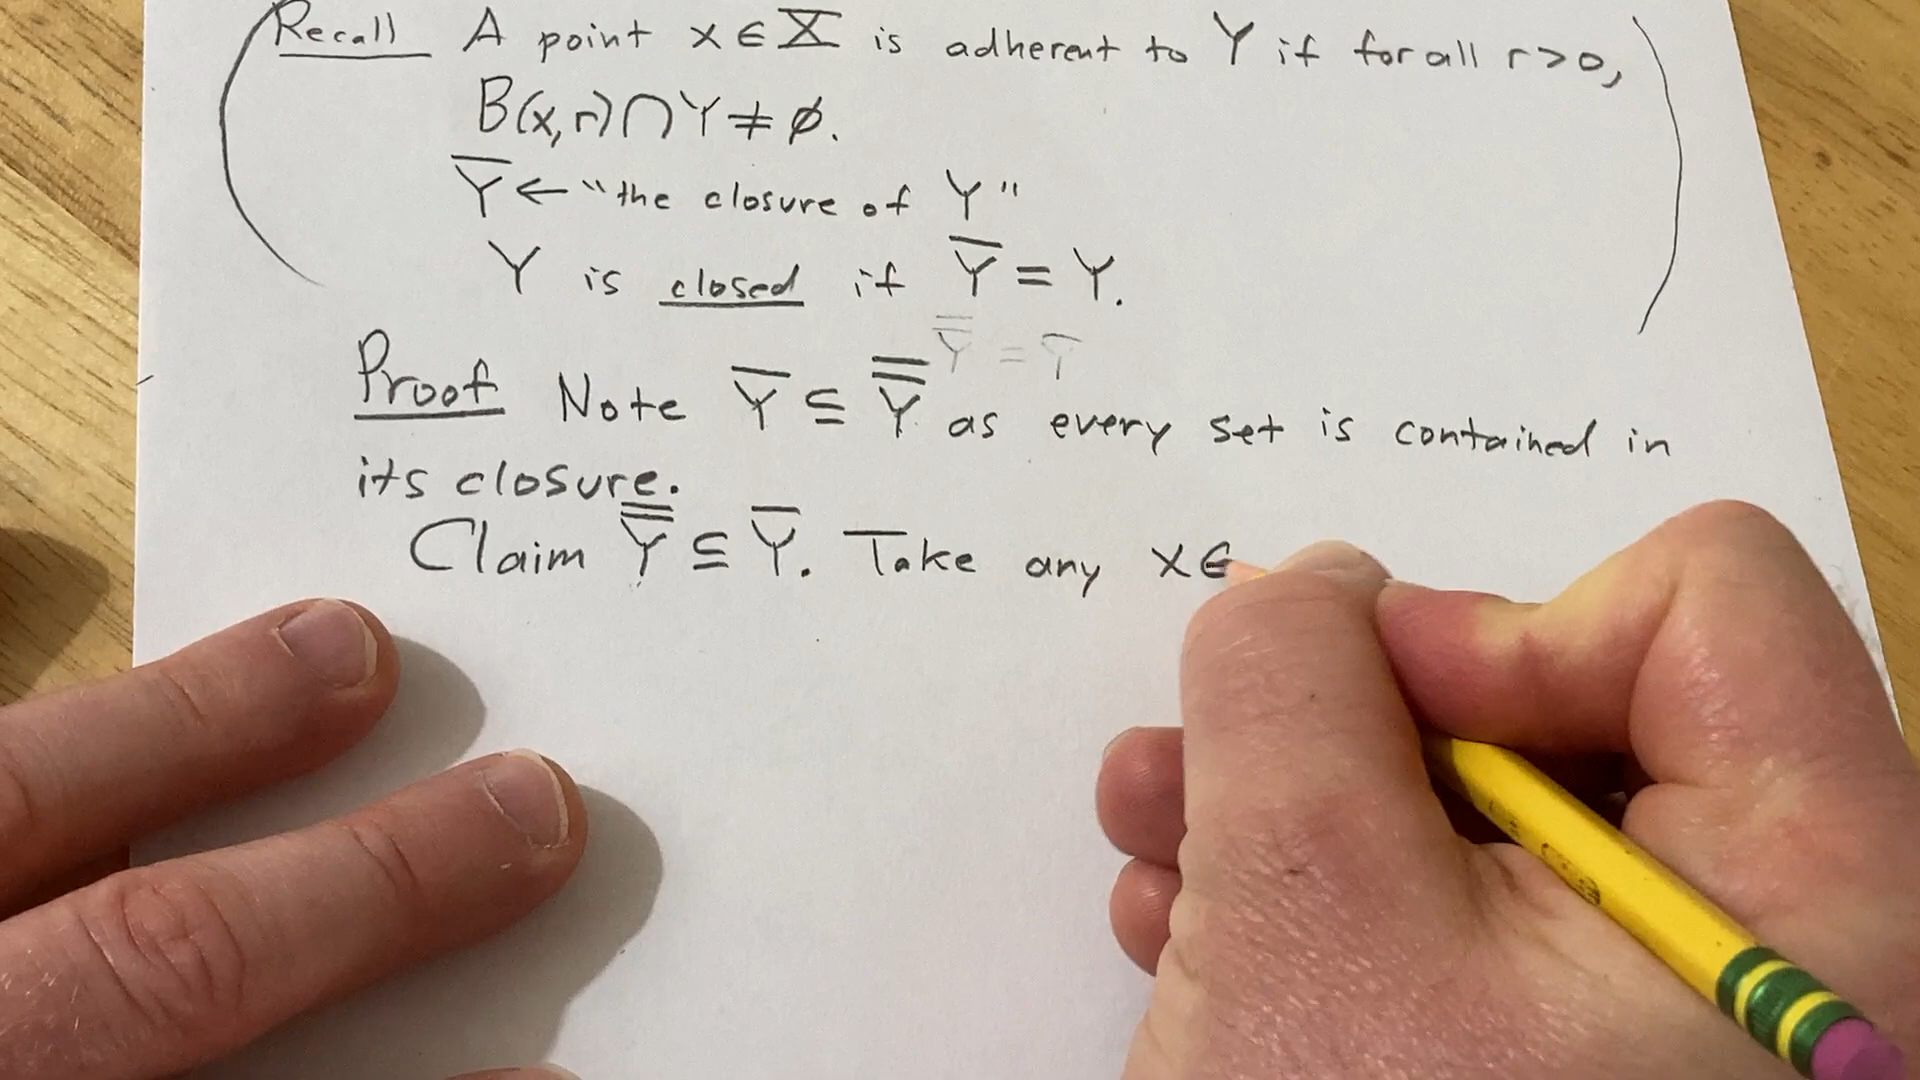 Recall A point x ∈ X is adherent to Y if for all r>0,
B(x,r) ∩ Y ≠ ∅.
Y̅ ← "the closure of Y"
Y is closed if Y̅ = Y.
Y̿ = Y̅
Proof Note Y̅ ⊆ Y̿ as every set is contained in
its closure.
Claim Y̿ ⊆ Y̅. Take any x ∈